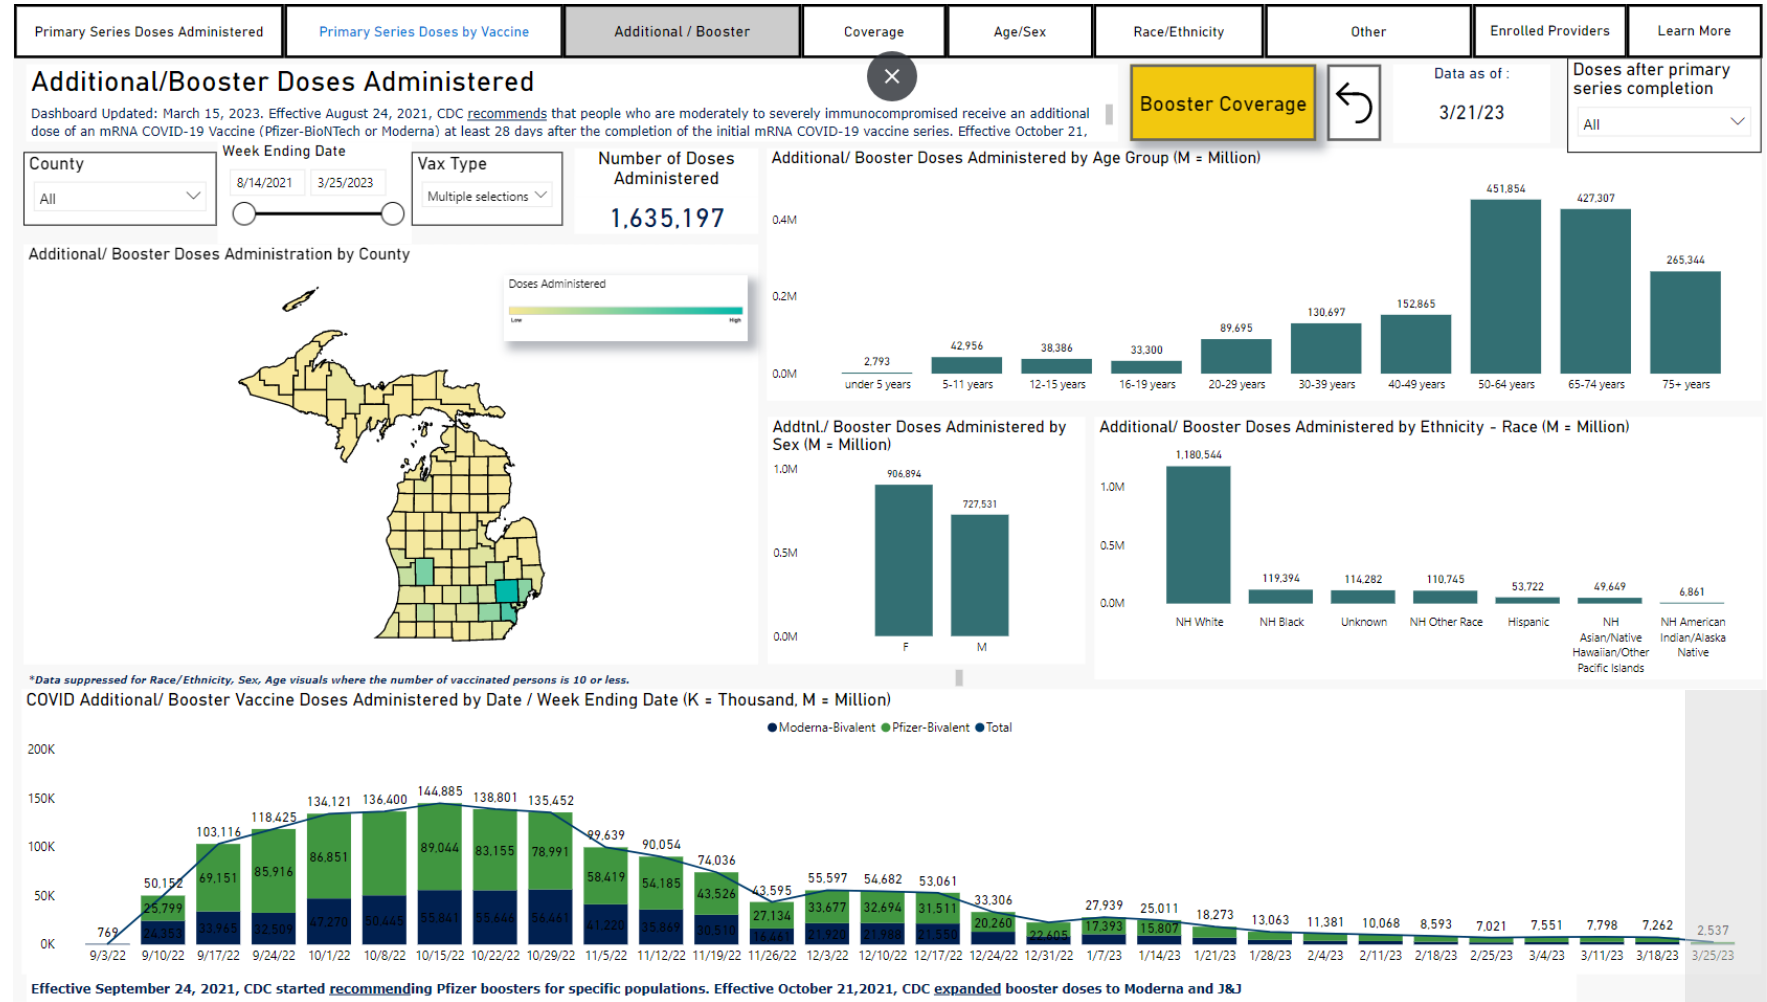 Primary Series Doses Administered
Primary Series Doses by Vaccine
Additional / Booster
Coverage
Age/Sex
Race/Ethnicity
Other
Enrolled Providers
Learn More
Additional/Booster Doses Administered
Dashboard Updated: March 15, 2023. Effective August 24, 2021, CDC recommends that people who are moderately to severely immunocompromised receive an additional
dose of an mRNA COVID-19 Vaccine (Pfizer-BioNTech or Moderna) at least 28 days after the completion of the initial mRNA COVID-19 vaccine series. Effective October 21,
Booster Coverage
Data as of :
3/21/23
Doses after primary
series completion
All
County
All
Week Ending Date
8/14/2021 3/25/2023
Vax Type
Multiple selections
Number of Doses
Administered
1,635,197
Additional/ Booster Doses Administration by County
Doses Administered
Low High
Additional/ Booster Doses Administered by Age Group (M = Million)
0.4M
0.2M
0.0M
2,793 42,956 38,386 33,300 89,695 130,697 152,865 451,854 427,307 265,344
under 5 years 5-11 years 12-15 years 16-19 years 20-29 years 30-39 years 40-49 years 50-64 years 65-74 years 75+ years
Addtnl./ Booster Doses Administered by
Sex (M = Million)
1.0M
0.5M
0.0M
906,894 727,531
F M
Additional/ Booster Doses Administered by Ethnicity - Race (M = Million)
1.0M
0.5M
0.0M
1,180,544 119,394 114,282 110,745 53,722 49,649 6,861
NH White
NH Black
Unknown
NH Other Race
Hispanic
NH
Asian/Native
Hawaiian/Other
Pacific Islands
NH American
Indian/Alaska
Native
*Data suppressed for Race/Ethnicity, Sex, Age visuals where the number of vaccinated persons is 10 or less.
COVID Additional/ Booster Vaccine Doses Administered by Date / Week Ending Date (K = Thousand, M = Million)
Moderna-Bivalent Pfizer-Bivalent Total
200K
150K
100K
50K
0K
769 50,152 103,116 118,425 134,121 136,400 144,885 138,801 135,452 99,639 90,054 74,036 43,595 55,597 54,682 53,061 33,306 27,939 25,011 18,273 13,063 11,381 10,068 8,593 7,021 7,551 7,798 7,262 2,537
25,799 69,151 85,916 86,851 89,044 83,155 78,991 58,419 54,185 43,526 27,134 33,677 32,694 31,511 20,260 22,605 17,393 15,807
24,353 33,965 32,509 47,270 50,445 55,841 55,646 56,461 41,220 35,869 30,510 16,461 21,920 21,988 21,550
9/3/22 9/10/22 9/17/22 9/24/22 10/1/22 10/8/22 10/15/22 10/22/22 10/29/22 11/5/22 11/12/22 11/19/22 11/26/22 12/3/22 12/10/22 12/17/22 12/24/22 12/31/22 1/7/23 1/14/23 1/21/23 1/28/23 2/4/23 2/11/23 2/18/23 2/25/23 3/4/23 3/11/23 3/18/23 3/25/23
Effective September 24, 2021, CDC started recommending Pfizer boosters for specific populations. Effective October 21,2021, CDC expanded booster doses to Moderna and J&J